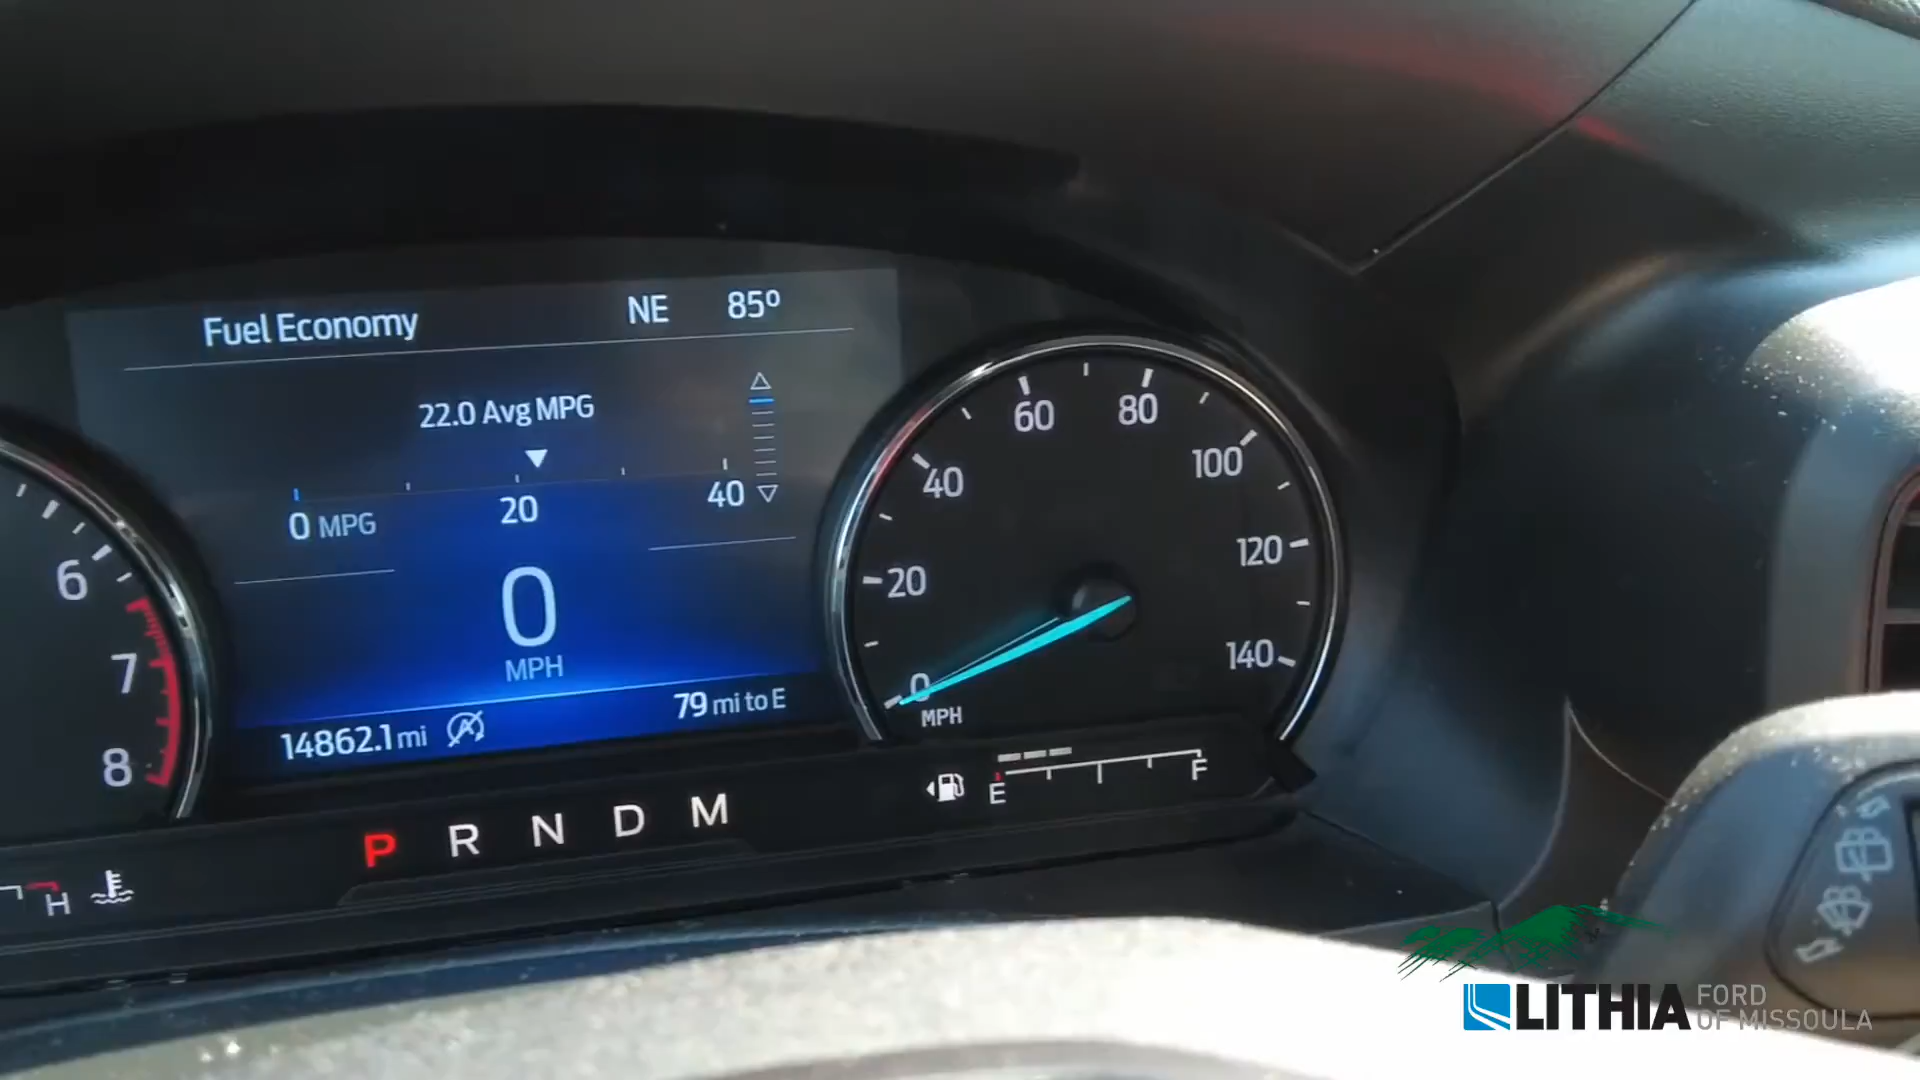 Fuel Economy NE 85º
22.0 Avg MPG
0 MPG 20 40
0
MPH
14862.1 mi 79 mi to E
6
7
8
0 20 40 60 80 100 120 140
MPH
P R N D M
E F
H
LITHIA FORD OF MISSOULA